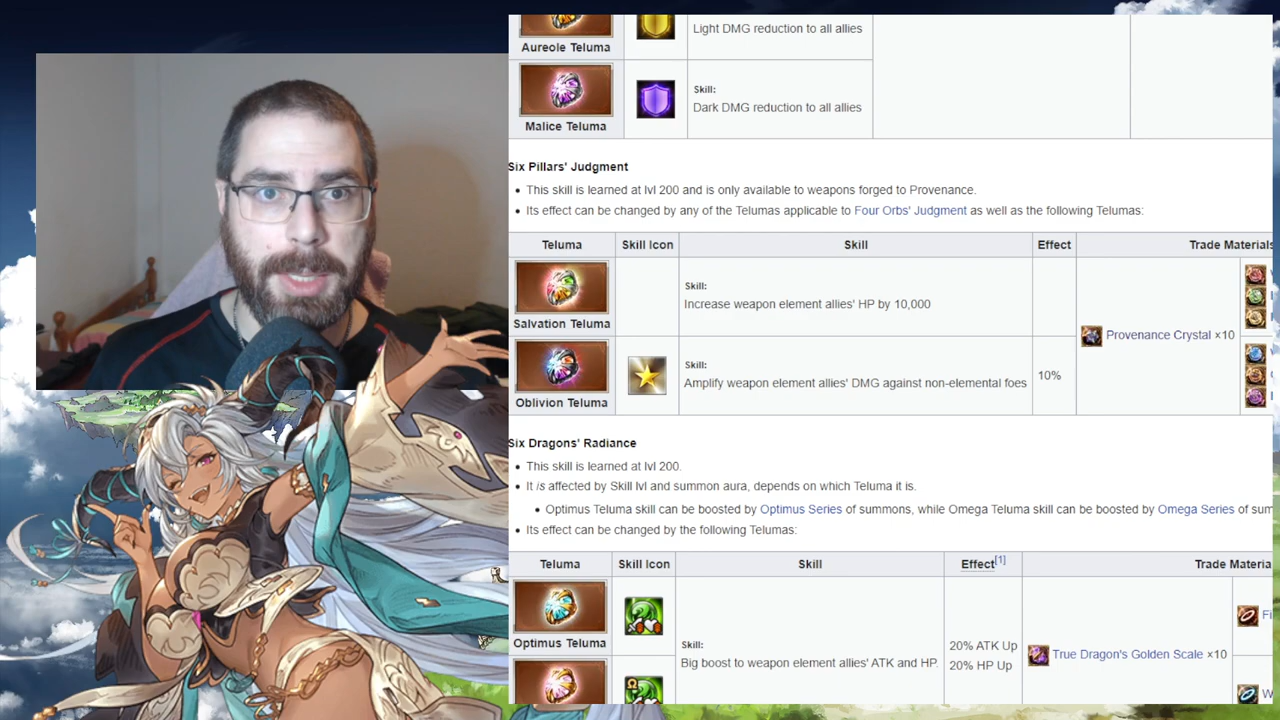 Light DMG reduction to all allies
Aureole Teluma
Skill:
Dark DMG reduction to all allies
Malice Teluma
Six Pillars' Judgment
This skill is learned at lvl 200 and is only available to weapons forged to Provenance.
Its effect can be changed by any of the Telumas applicable to Four Orbs' Judgment as well as the following Telumas:
Teluma Skill Icon Skill Effect Trade Materials
Skill:
Increase weapon element allies' HP by 10,000
Salvation Teluma
Provenance Crystal ×10
Skill:
Amplify weapon element allies' DMG against non-elemental foes
10%
Oblivion Teluma
Six Dragons' Radiance
This skill is learned at lvl 200.
It is affected by Skill lvl and summon aura, depends on which Teluma it is.
Optimus Teluma skill can be boosted by Optimus Series of summons, while Omega Teluma skill can be boosted by Omega Series of sum
Its effect can be changed by the following Telumas:
Teluma Skill Icon Skill Effect[1] Trade Materia
Optimus Teluma
Skill:
Big boost to weapon element allies' ATK and HP.
20% ATK Up
20% HP Up
True Dragon's Golden Scale ×10
Fi
W